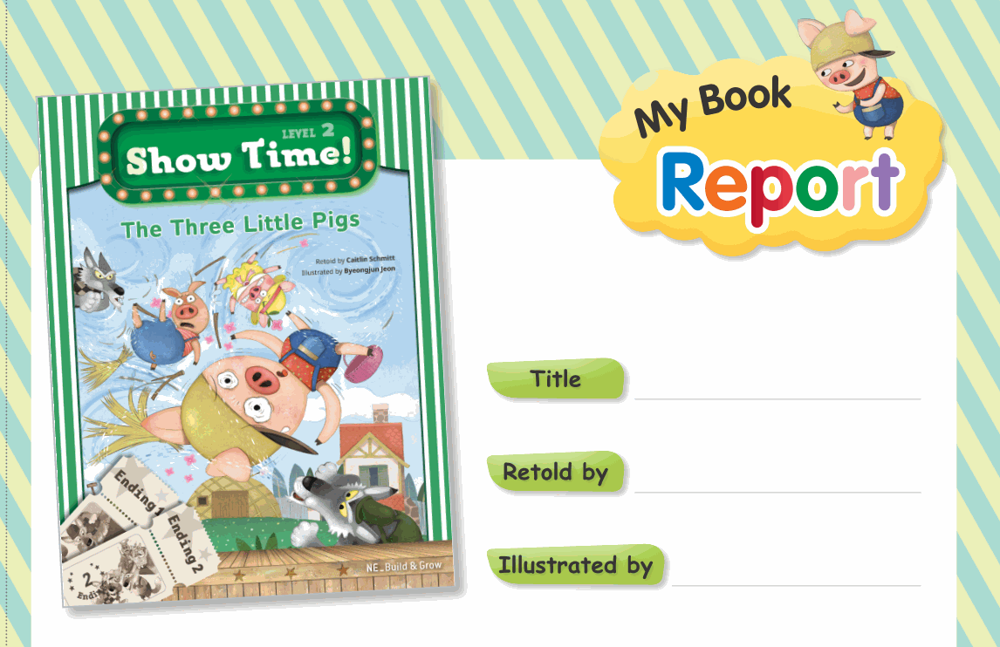 My Book
Report
LEVEL 2
Show Time!
The Three Little Pigs
Retold by Caitlin Schmitt
Illustrated by Byeongjun Jeon
Ending 1
Ending 2
2
NE_Build & Grow
Title
Retold by
Illustrated by